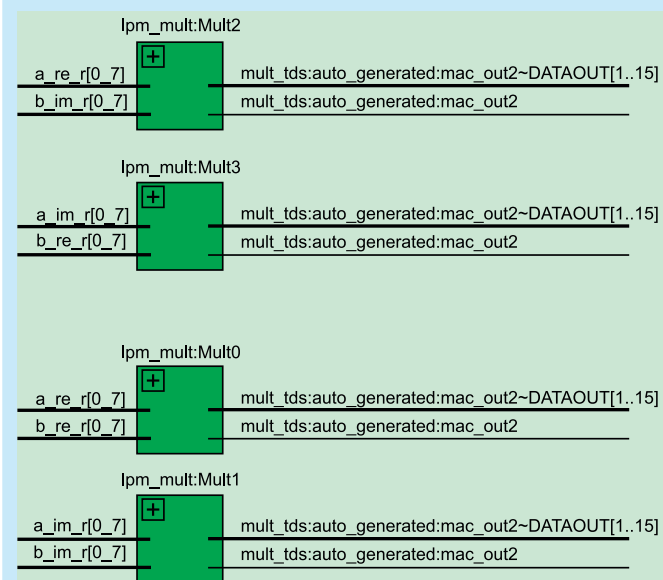 lpm_mult:Mult2
a_re_r[0_7] mult_tds:auto_generated:mac_out2~DATAOUT[1..15]
b_im_r[0_7] mult_tds:auto_generated:mac_out2
lpm_mult:Mult3
a_im_r[0_7] mult_tds:auto_generated:mac_out2~DATAOUT[1..15]
b_re_r[0_7] mult_tds:auto_generated:mac_out2
lpm_mult:Mult0
a_re_r[0_7] mult_tds:auto_generated:mac_out2~DATAOUT[1..15]
b_re_r[0_7] mult_tds:auto_generated:mac_out2
lpm_mult:Mult1
a_im_r[0_7] mult_tds:auto_generated:mac_out2~DATAOUT[1..15]
b_im_r[0_7] mult_tds:auto_generated:mac_out2